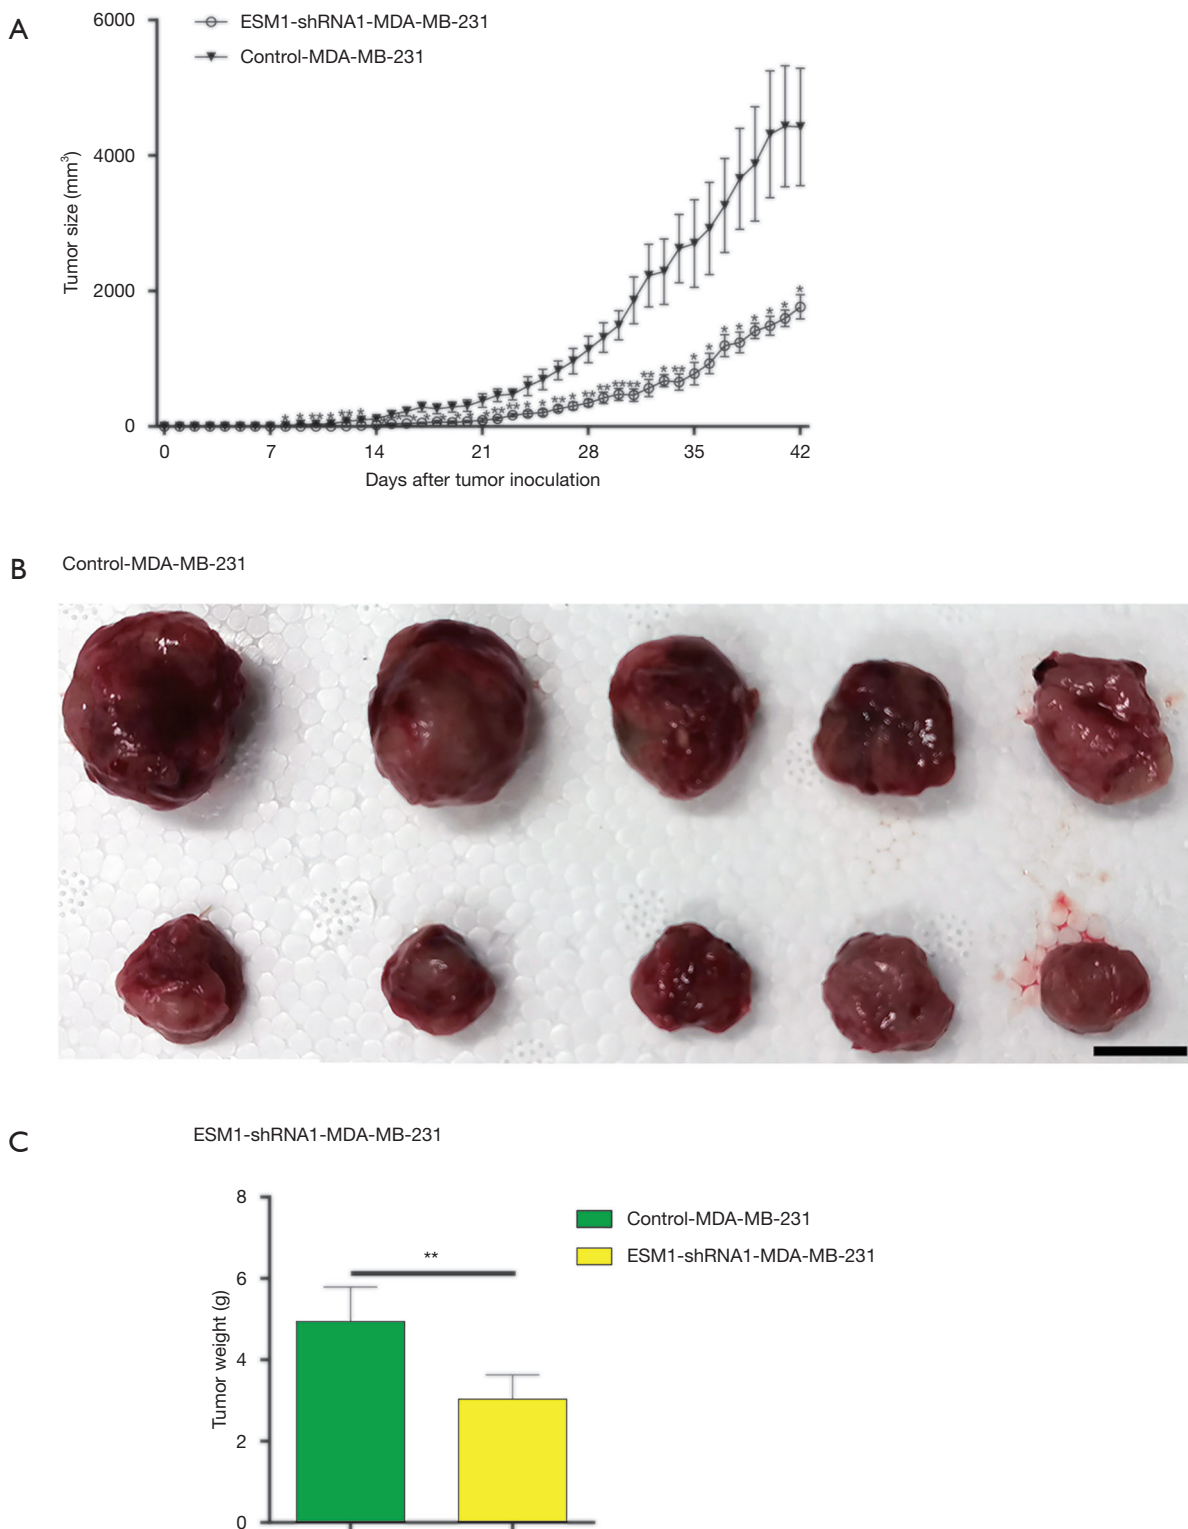 A
ESM1-shRNA1-MDA-MB-231
Control-MDA-MB-231
6000
4000
2000
0
Tumor size (mm³)
0 7 14 21 28 35 42
Days after tumor inoculation
B
Control-MDA-MB-231
C
ESM1-shRNA1-MDA-MB-231
8
6
4
2
0
Tumor weight (g)
**
Control-MDA-MB-231
ESM1-shRNA1-MDA-MB-231